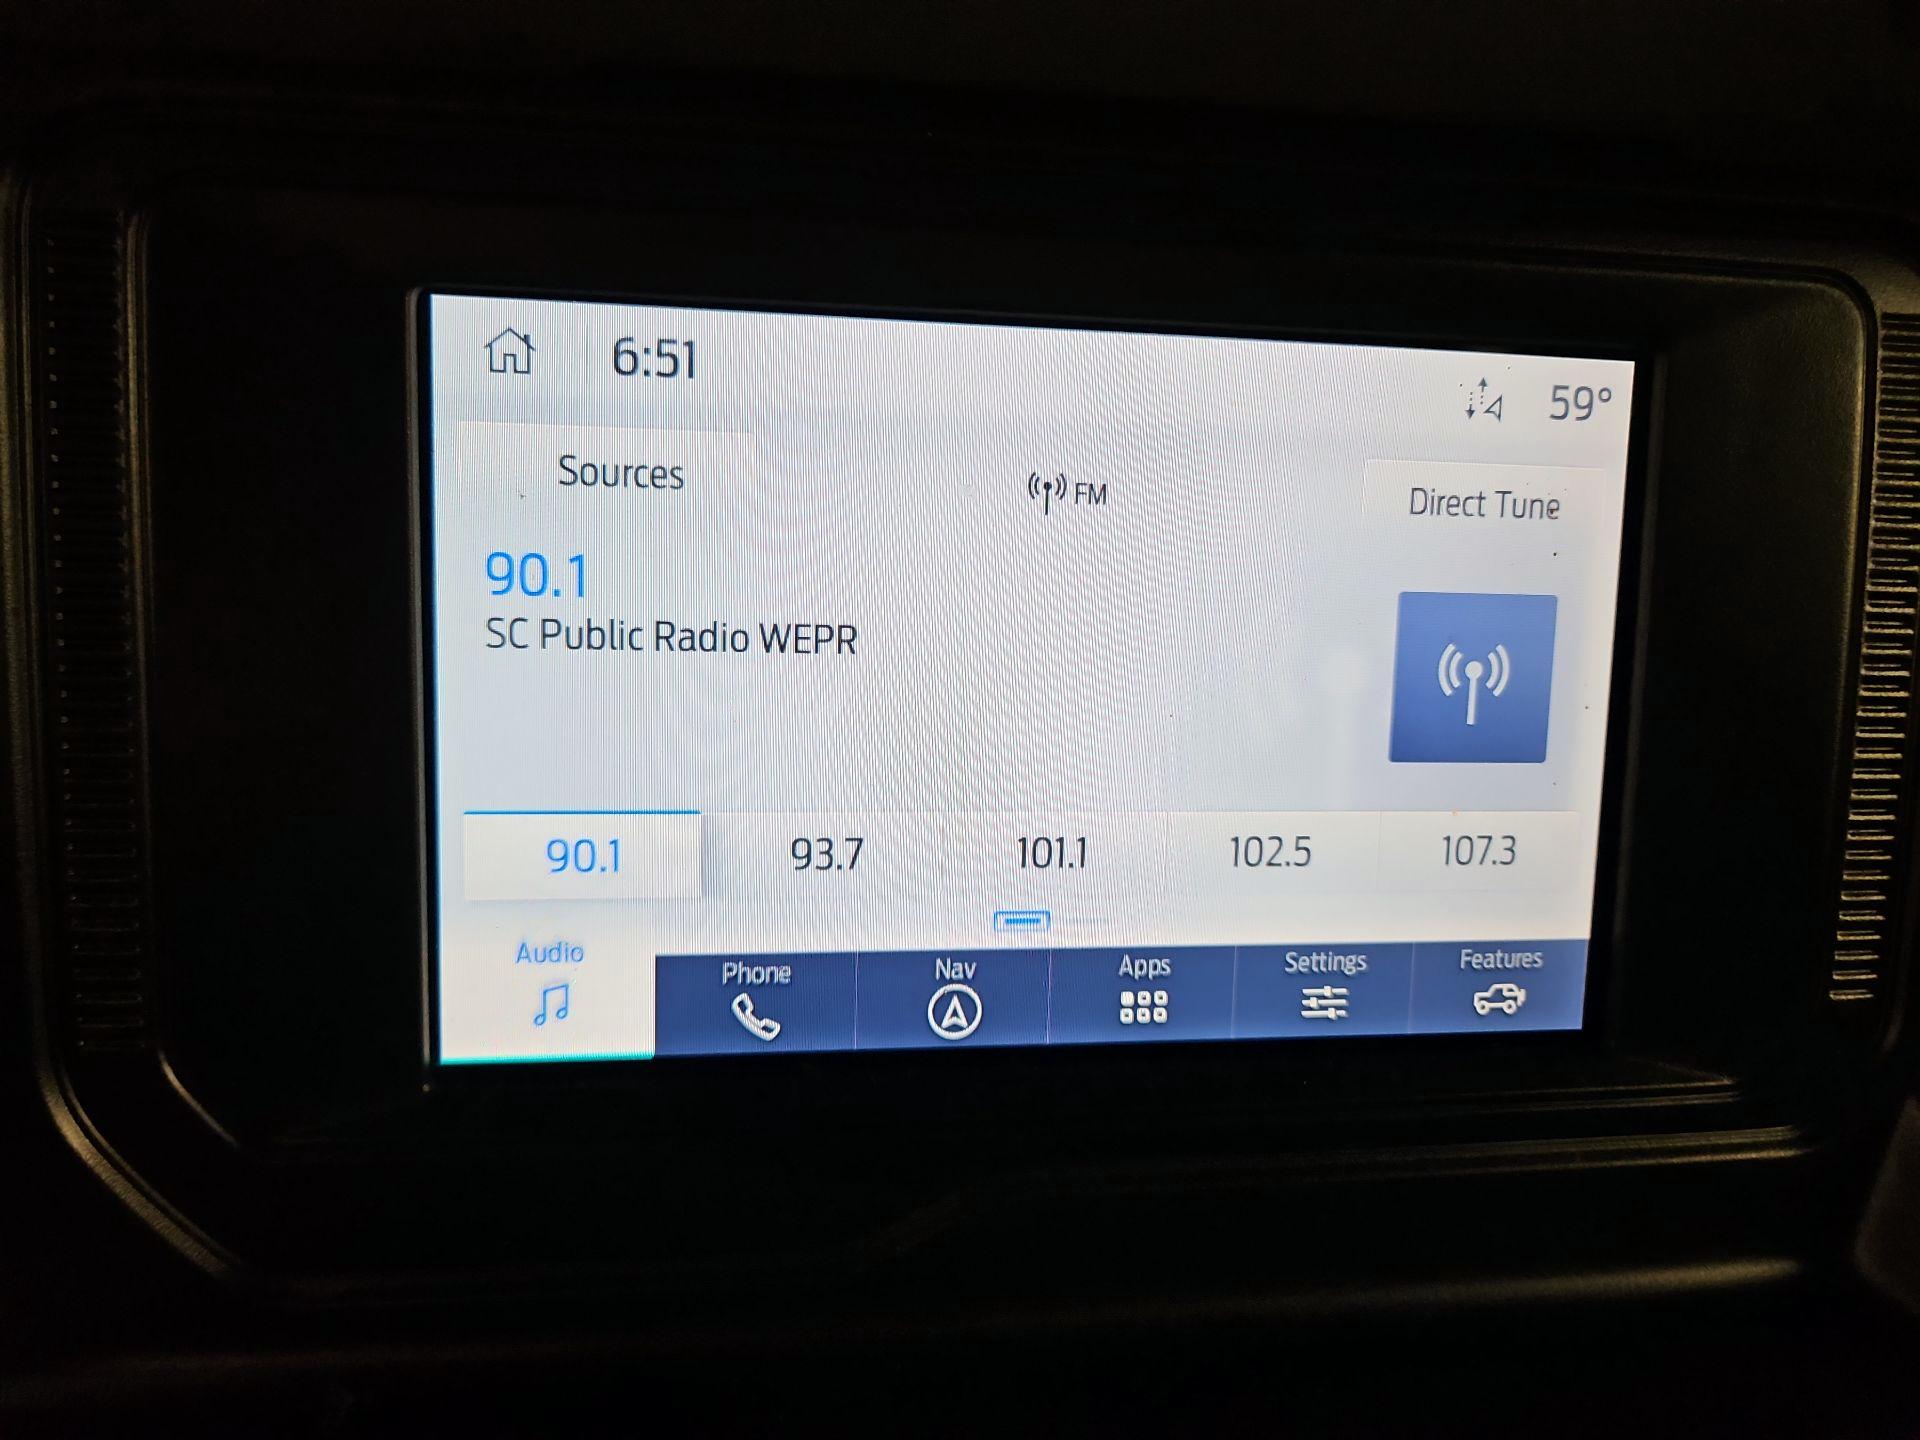 6:51
59°
Sources
FM
Direct Tune
90.1
SC Public Radio WEPR
90.1 93.7 101.1 102.5 107.3
Audio Phone Nav Apps Settings Features